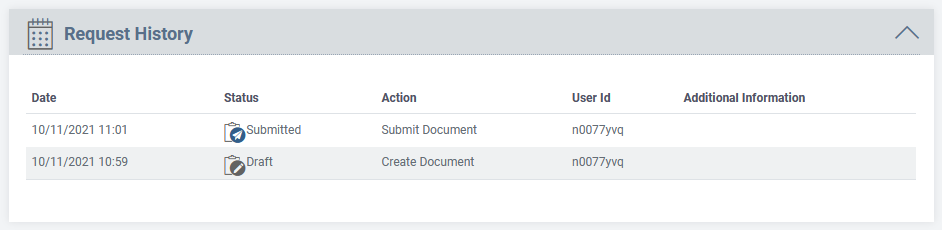 Request History
Date Status Action User Id Additional Information
10/11/2021 11:01 Submitted Submit Document n0077yvq
10/11/2021 10:59 Draft Create Document n0077yvq